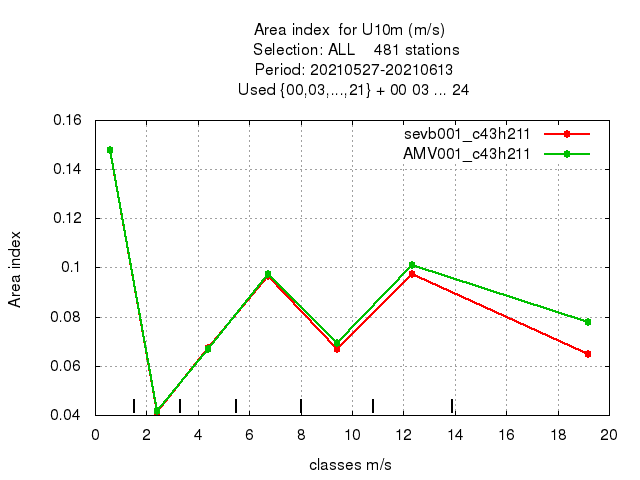 Area index  for U10m (m/s)
Selection: ALL    481 stations
Period: 20210527-20210613
Used {00,03,...,21} + 00 03 ... 24
sevb001_c43h211
AMV001_c43h211
0.16
0.14
0.12
0.1
0.08
0.06
0.04
Area index
0 2 4 6 8 10 12 14 16 18 20
classes m/s